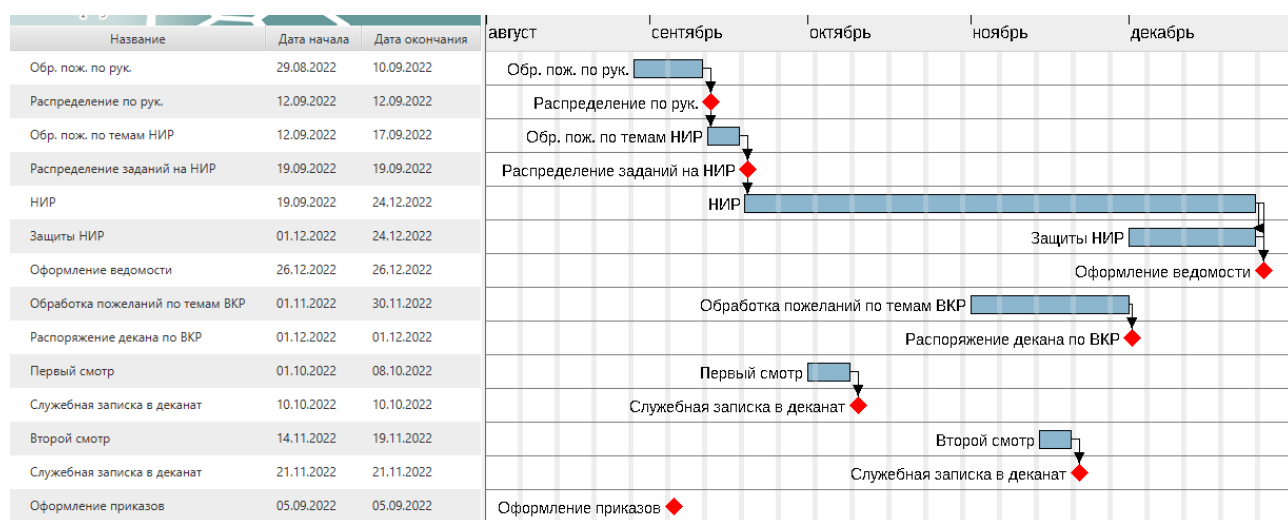 Название Дата начала Дата окончания август сентябрь октябрь ноябрь декабрь
Обр. пож. по рук. 29.08.2022 10.09.2022 Обр. пож. по рук.
Распределение по рук. 12.09.2022 12.09.2022 Распределение по рук.
Обр. пож. по темам НИР 12.09.2022 17.09.2022 Обр. пож. по темам НИР
Распределение заданий на НИР 19.09.2022 19.09.2022 Распределение заданий на НИР
НИР 19.09.2022 24.12.2022 НИР
Защиты НИР 01.12.2022 24.12.2022 Защиты НИР
Оформление ведомости 26.12.2022 26.12.2022 Оформление ведомости
Обработка пожеланий по темам ВКР 01.11.2022 30.11.2022 Обработка пожеланий по темам ВКР
Распоряжение декана по ВКР 01.12.2022 01.12.2022 Распоряжение декана по ВКР
Первый смотр 01.10.2022 08.10.2022 Первый смотр
Служебная записка в деканат 10.10.2022 10.10.2022 Служебная записка в деканат
Второй смотр 14.11.2022 19.11.2022 Второй смотр
Служебная записка в деканат 21.11.2022 21.11.2022 Служебная записка в деканат
Оформление приказов 05.09.2022 05.09.2022 Оформление приказов